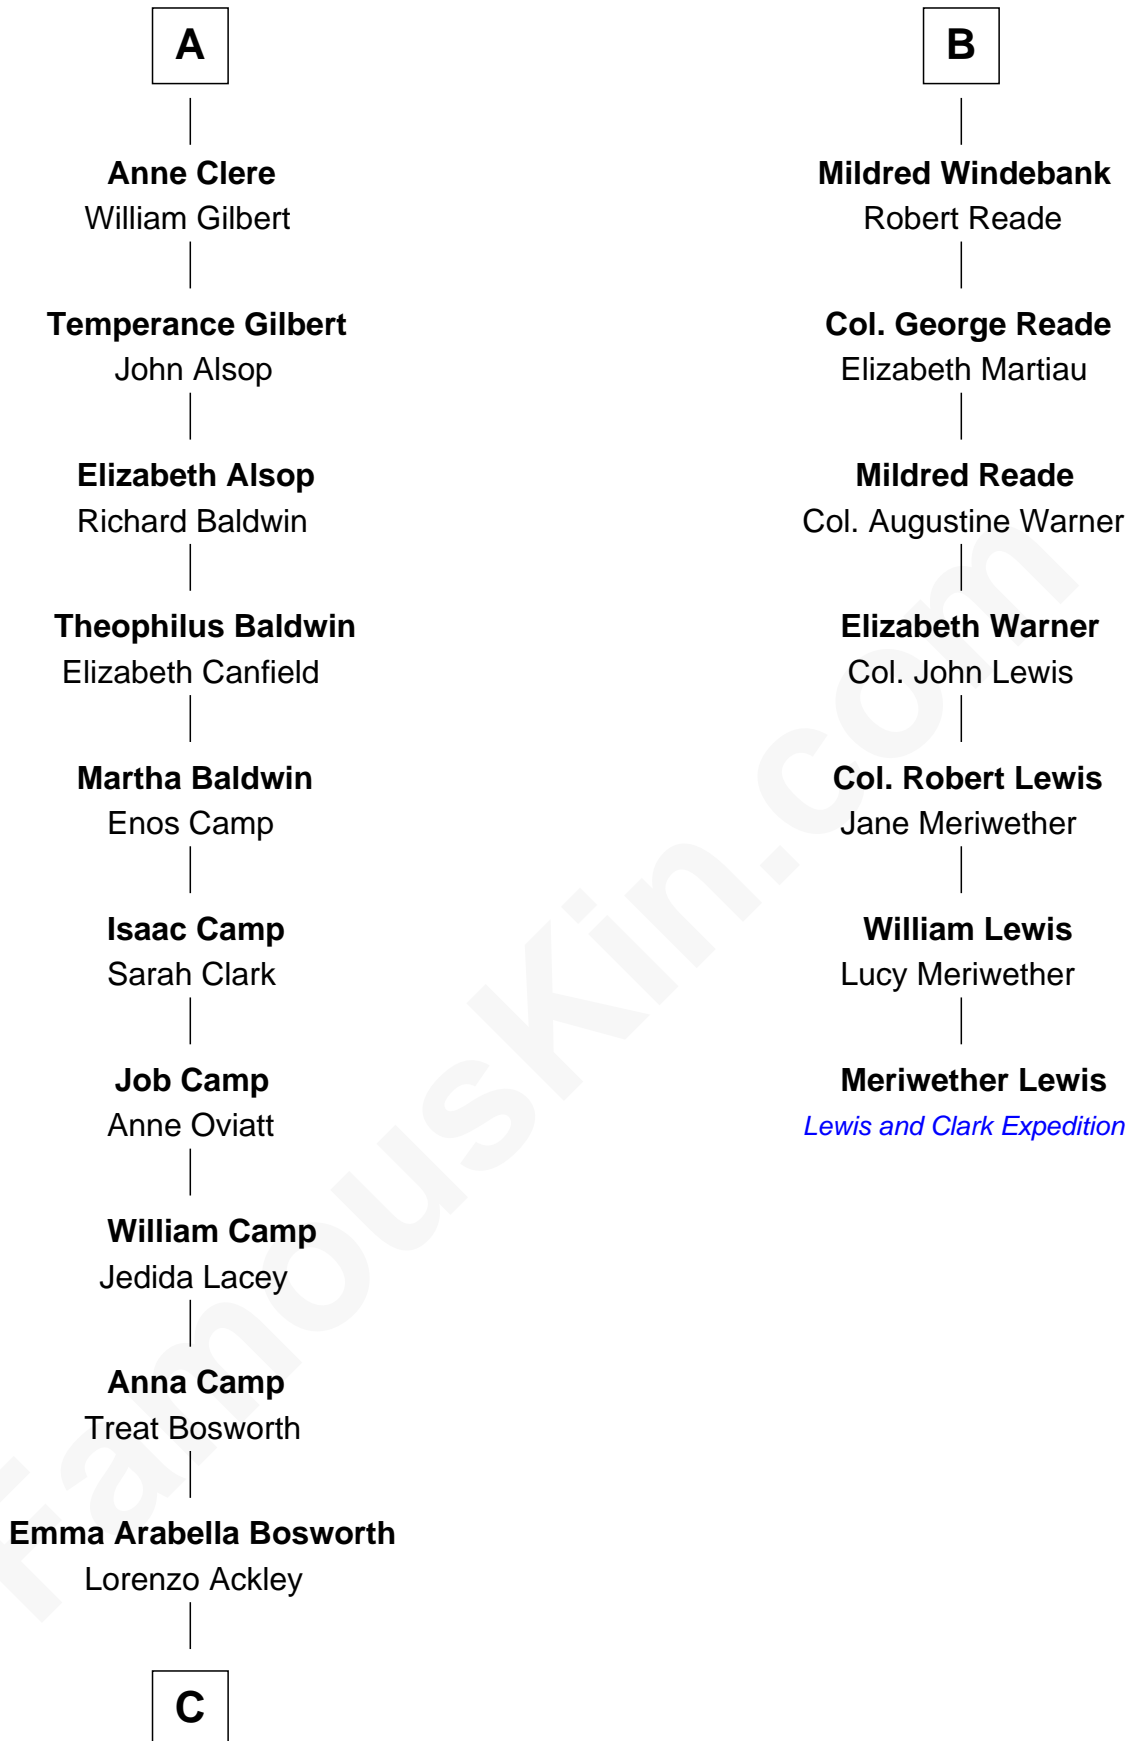 A
Anne Clere
William Gilbert
Temperance Gilbert
John Alsop
Elizabeth Alsop
Richard Baldwin
Theophilus Baldwin
Elizabeth Canfield
Martha Baldwin
Enos Camp
Isaac Camp
Sarah Clark
Job Camp
Anne Oviatt
William Camp
Jedida Lacey
Anna Camp
Treat Bosworth
Emma Arabella Bosworth
Lorenzo Ackley
C
B
Mildred Windebank
Robert Reade
Col. George Reade
Elizabeth Martiau
Mildred Reade
Col. Augustine Warner
Elizabeth Warner
Col. John Lewis
Col. Robert Lewis
Jane Meriwether
William Lewis
Lucy Meriwether
Meriwether Lewis
Lewis and Clark Expedition
FamousKin.com